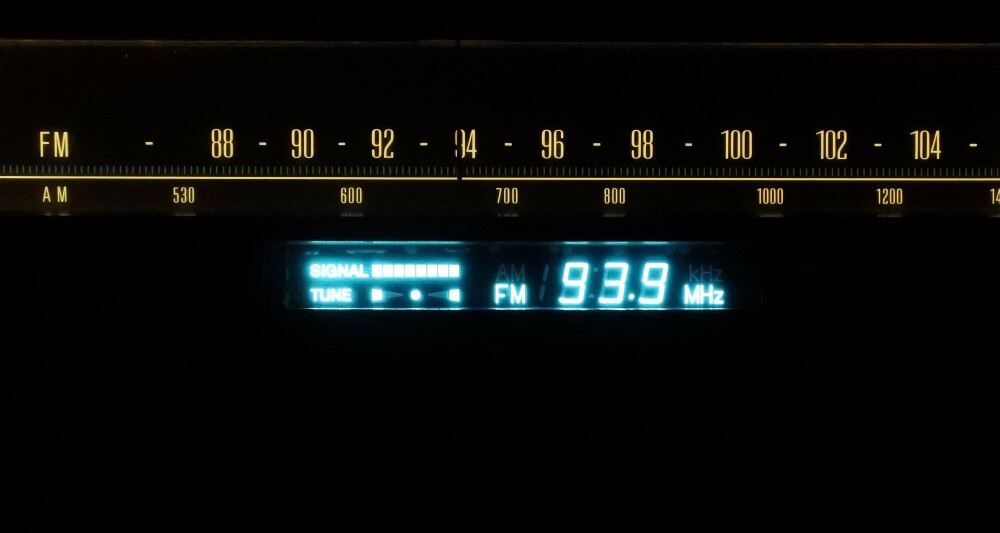 FM - 88 - 90 - 92 - 94 - 96 - 98 - 100 - 102 - 104 -
AM 530 600 700 800 1000 1200 14
SIGNAL AM kHz
TUNE FM 93.9 MHz